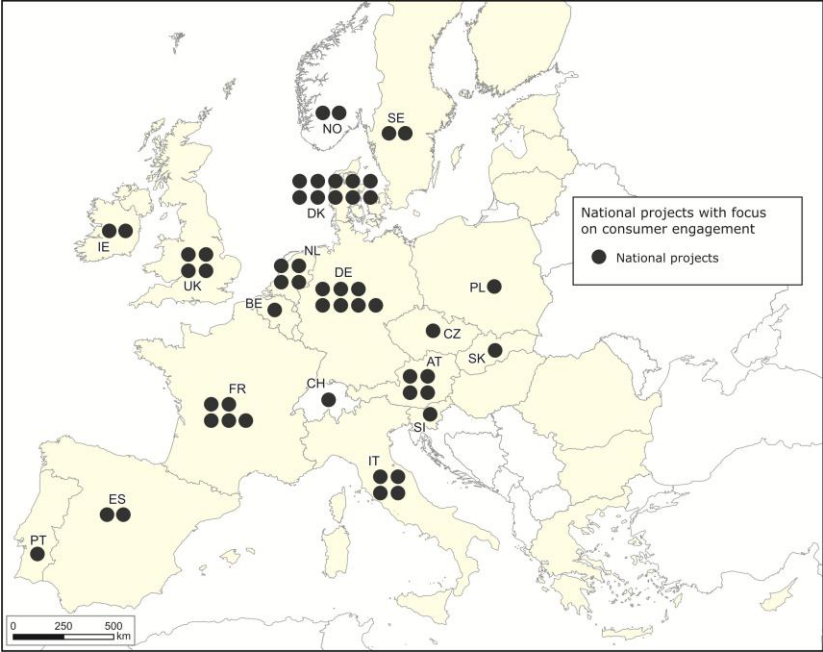 NO
SE
DK
IE
UK
NL
DE
BE
PL
CZ
SK
AT
CH
FR
SI
IT
ES
PT
National projects with focus
on consumer engagement
National projects
0 250 500
km